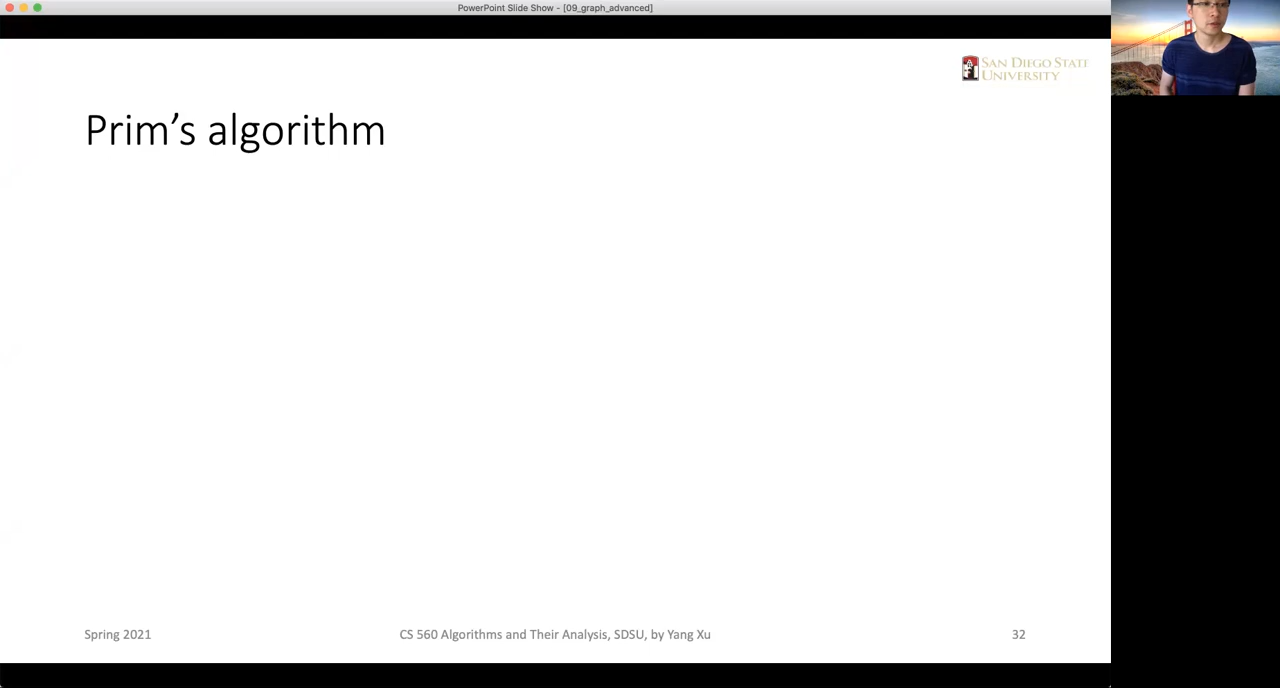 PowerPoint Slide Show - [09_graph_advanced]
SAN DIEGO STATE
UNIVERSITY
Prim’s algorithm
Spring 2021
CS 560 Algorithms and Their Analysis, SDSU, by Yang Xu
32